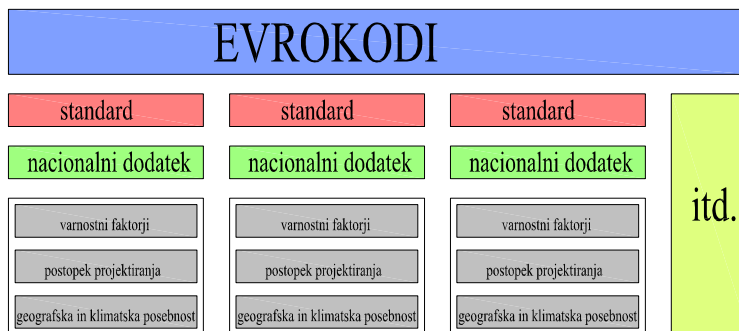 EVROKODI
standard
standard
standard
nacionalni dodatek
nacionalni dodatek
nacionalni dodatek
itd.
varnostni faktorji
varnostni faktorji
varnostni faktorji
postopek projektiranja
postopek projektiranja
postopek projektiranja
geografska in klimatska posebnost
geografska in klimatska posebnost
geografska in klimatska posebnost